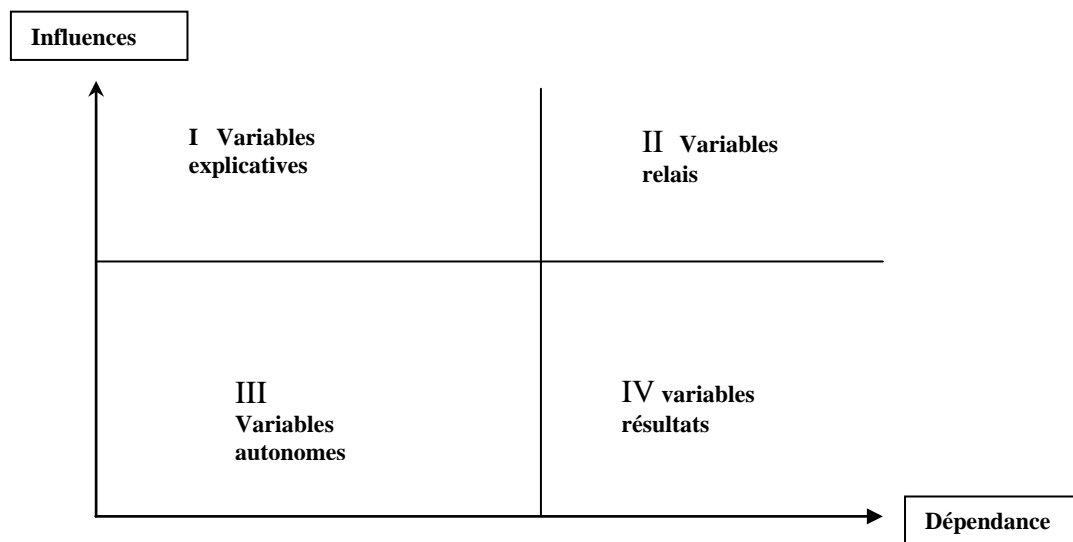 Influences
I Variables
explicatives
II Variables
relais
III
Variables
autonomes
IV variables
résultats
Dépendance